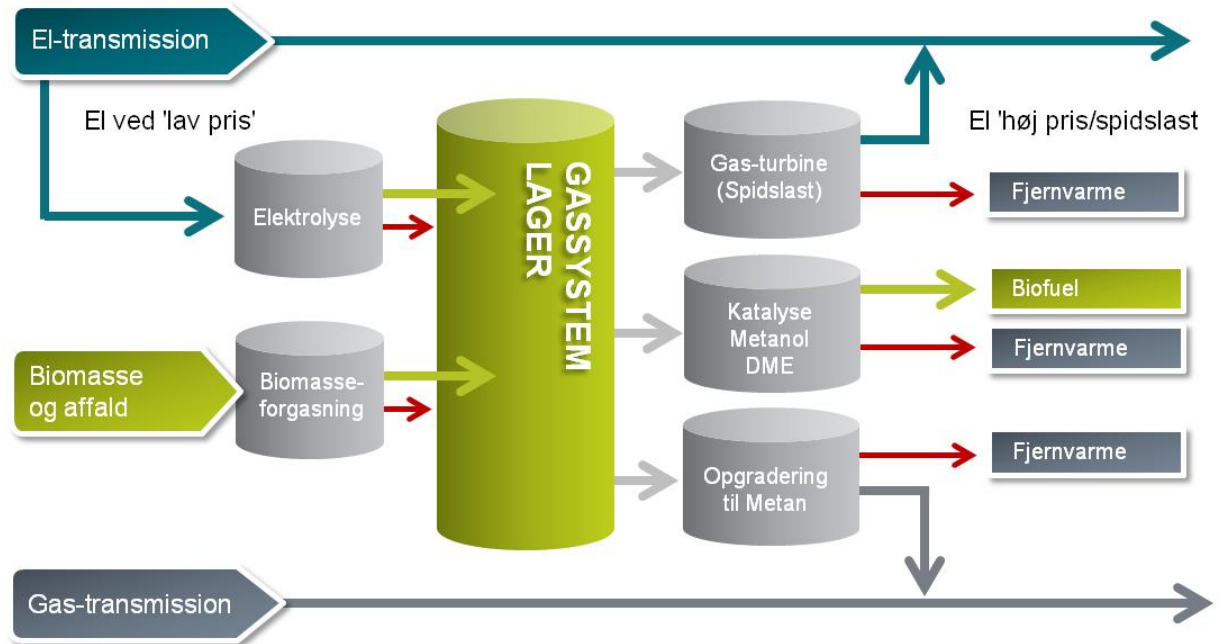 El-transmission
El ved 'lav pris'
El 'høj pris/spidslast
Elektrolyse
GASSYSTEM
LAGER
Gas-turbine
(Spidslast)
Fjernvarme
Biomasse
og affald
Biomasse-
forgasning
Katalyse
Metanol
DME
Biofuel
Fjernvarme
Opgradering
til Metan
Fjernvarme
Gas-transmission